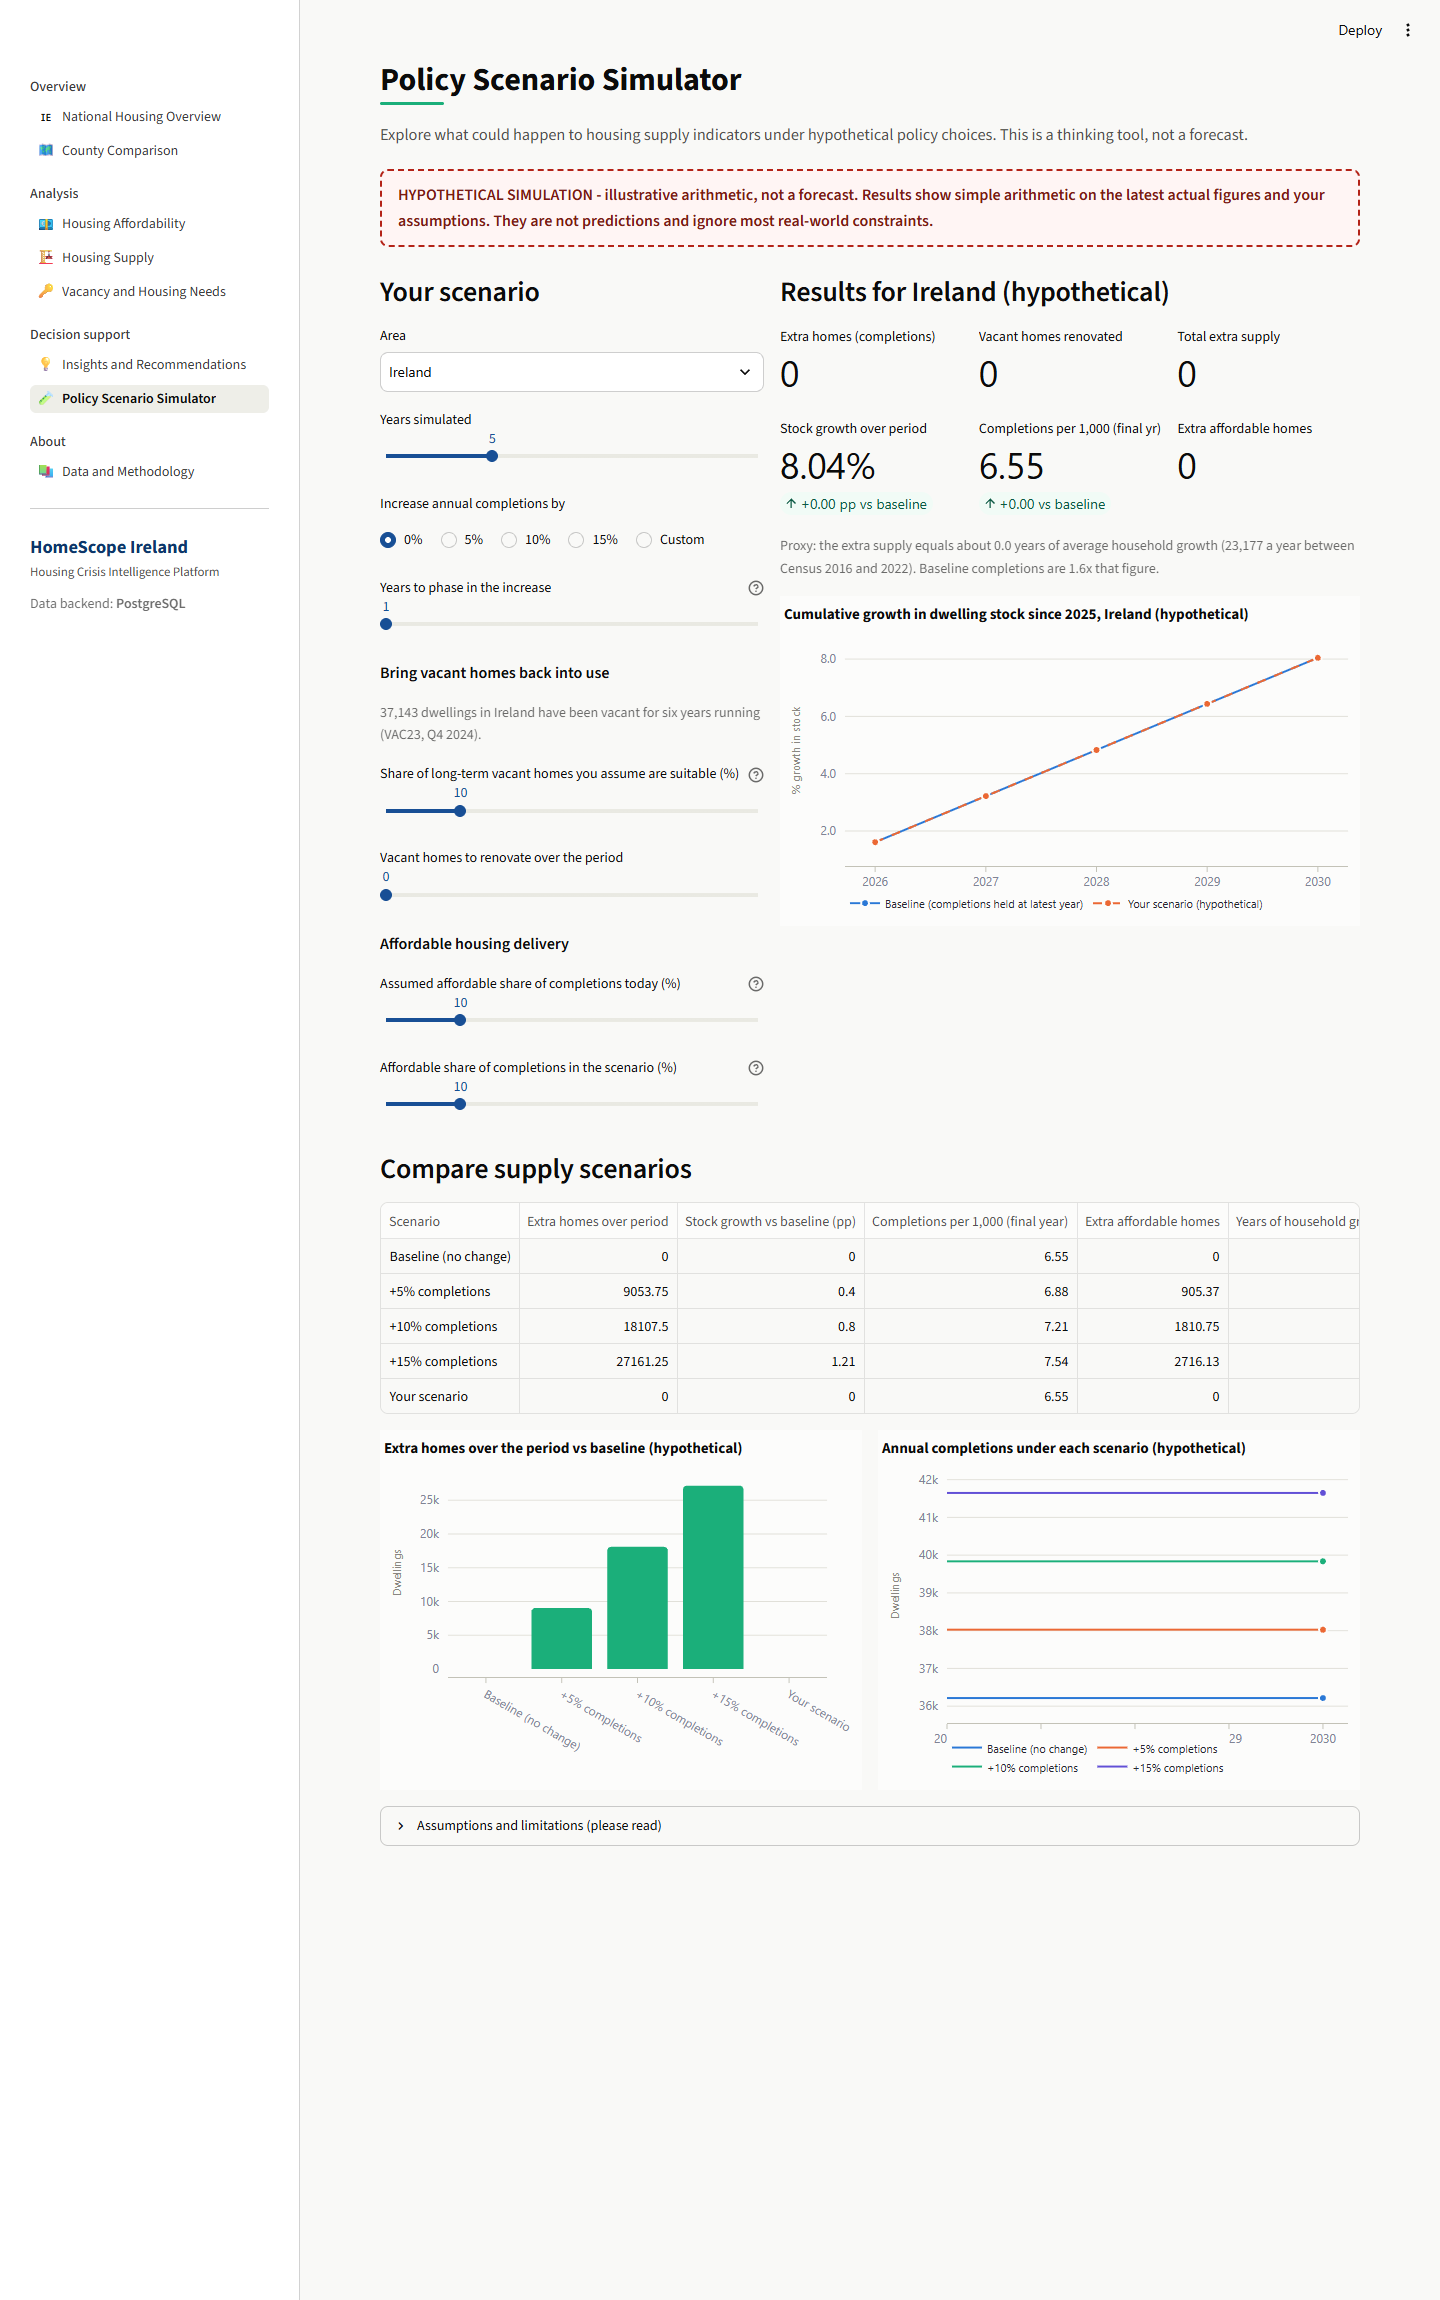 Deploy
Overview
IE National Housing Overview
County Comparison
Analysis
Housing Affordability
Housing Supply
Vacancy and Housing Needs
Decision support
Insights and Recommendations
Policy Scenario Simulator
About
Data and Methodology
HomeScope Ireland
Housing Crisis Intelligence Platform
Data backend: PostgreSQL
Policy Scenario Simulator
Explore what could happen to housing supply indicators under hypothetical policy choices. This is a thinking tool, not a forecast.
HYPOTHETICAL SIMULATION - illustrative arithmetic, not a forecast. Results show simple arithmetic on the latest actual figures and your
assumptions. They are not predictions and ignore most real-world constraints.
Your scenario
Area
Ireland
Years simulated
5
Increase annual completions by
0% 5% 10% 15% Custom
Years to phase in the increase
1
Bring vacant homes back into use
37,143 dwellings in Ireland have been vacant for six years running
(VAC23, Q4 2024).
Share of long-term vacant homes you assume are suitable (%)
10
Vacant homes to renovate over the period
0
Affordable housing delivery
Assumed affordable share of completions today (%)
10
Affordable share of completions in the scenario (%)
10
Results for Ireland (hypothetical)
Extra homes (completions) Vacant homes renovated Total extra supply
0 0 0
Stock growth over period Completions per 1,000 (final yr) Extra affordable homes
8.04% 6.55 0
↑ +0.00 pp vs baseline ↑ +0.00 vs baseline
Proxy: the extra supply equals about 0.0 years of average household growth (23,177 a year between
Census 2016 and 2022). Baseline completions are 1.6x that figure.
Cumulative growth in dwelling stock since 2025, Ireland (hypothetical)
8.0
6.0
4.0
2.0
% growth in stock
2026 2027 2028 2029 2030
Baseline (completions held at latest year) Your scenario (hypothetical)
Compare supply scenarios
Scenario Extra homes over period Stock growth vs baseline (pp) Completions per 1,000 (final year) Extra affordable homes Years of household gr
Baseline (no change) 0 0 6.55 0
+5% completions 9053.75 0.4 6.88 905.37
+10% completions 18107.5 0.8 7.21 1810.75
+15% completions 27161.25 1.21 7.54 2716.13
Your scenario 0 0 6.55 0
Extra homes over the period vs baseline (hypothetical)
25k
20k
15k
10k
5k
0
Dwellings
Baseline (no change) +5% completions +10% completions +15% completions Your scenario
Annual completions under each scenario (hypothetical)
42k
41k
40k
39k
38k
37k
36k
Dwellings
20 29 2030
Baseline (no change) +5% completions
+10% completions +15% completions
Assumptions and limitations (please read)